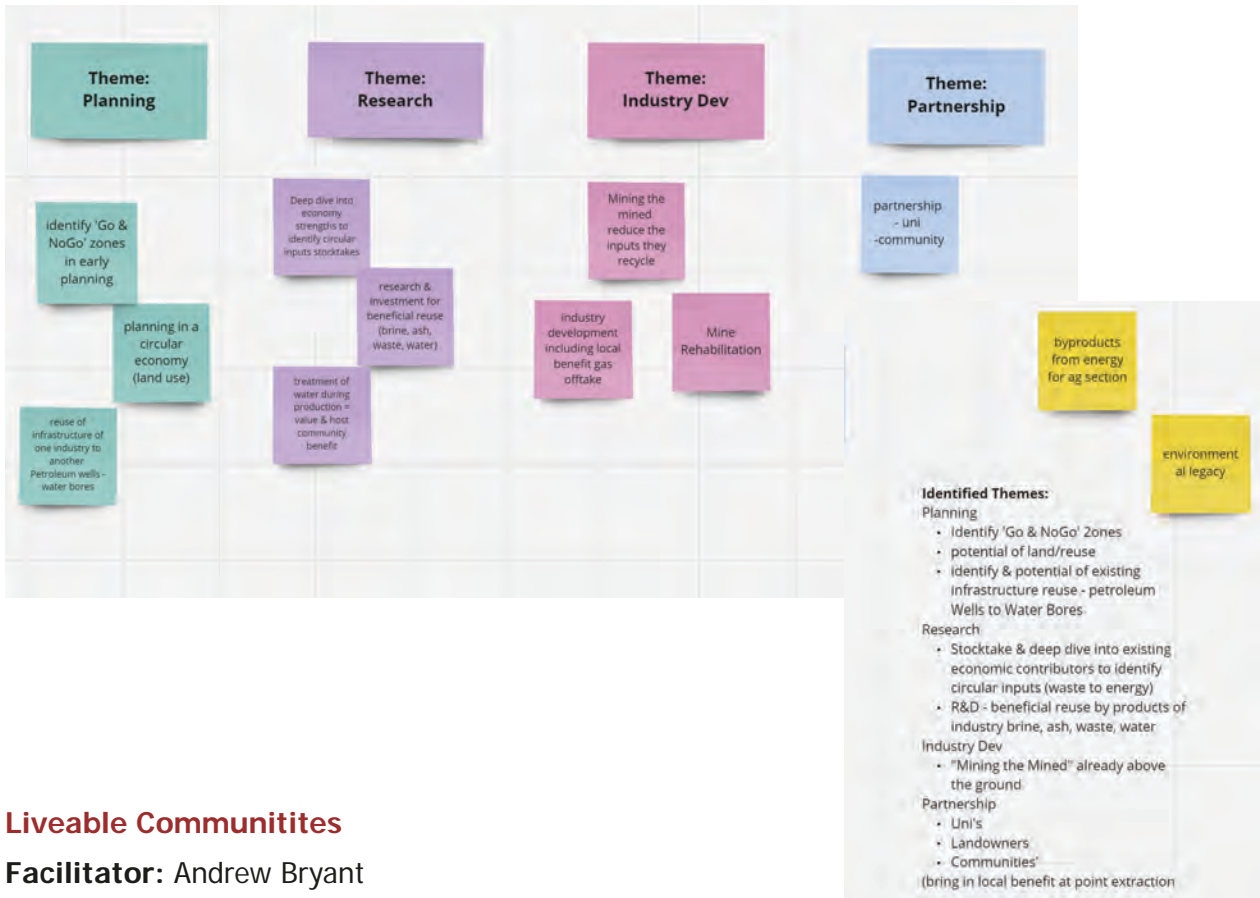 Theme:
Planning
Theme:
Research
Theme:
Industry Dev
Theme:
Partnership
identify 'Go &
NoGo' zones
in early
planning
planning in a
circular
economy
(land use)
reuse of
infrastructure of
one industry to
another
Petroleum wells -
water bores
Deep dive into
economy
strengths to
identify circular
inputs stocktakes
research &
investment for
beneficial reuse
(brine, ash,
waste, water)
treatment of
water during
production =
value & host
community
benefit
Mining the
mined
reduce the
inputs they
recycle
industry
development
including local
benefit gas
offtake
Mine
Rehabilitation
partnership
- uni
-community
byproducts
from energy
for ag section
environment
al legacy
Identified Themes:
Planning
• Identify 'Go & NoGo' 2ones
• potential of land/reuse
• identify & potential of existing
infrastructure reuse - petroleum
Wells to Water Bores
Research
• Stocktake & deep dive into existing
economic contributors to identify
circular inputs (waste to energy)
• R&D - beneficial reuse by products of
industry brine, ash, waste, water
Industry Dev
• "Mining the Mined" already above
the ground
Partnership
• Uni's
• Landowners
• Communities'
(bring in local benefit at point extraction
Liveable Communitites
Facilitator: Andrew Bryant